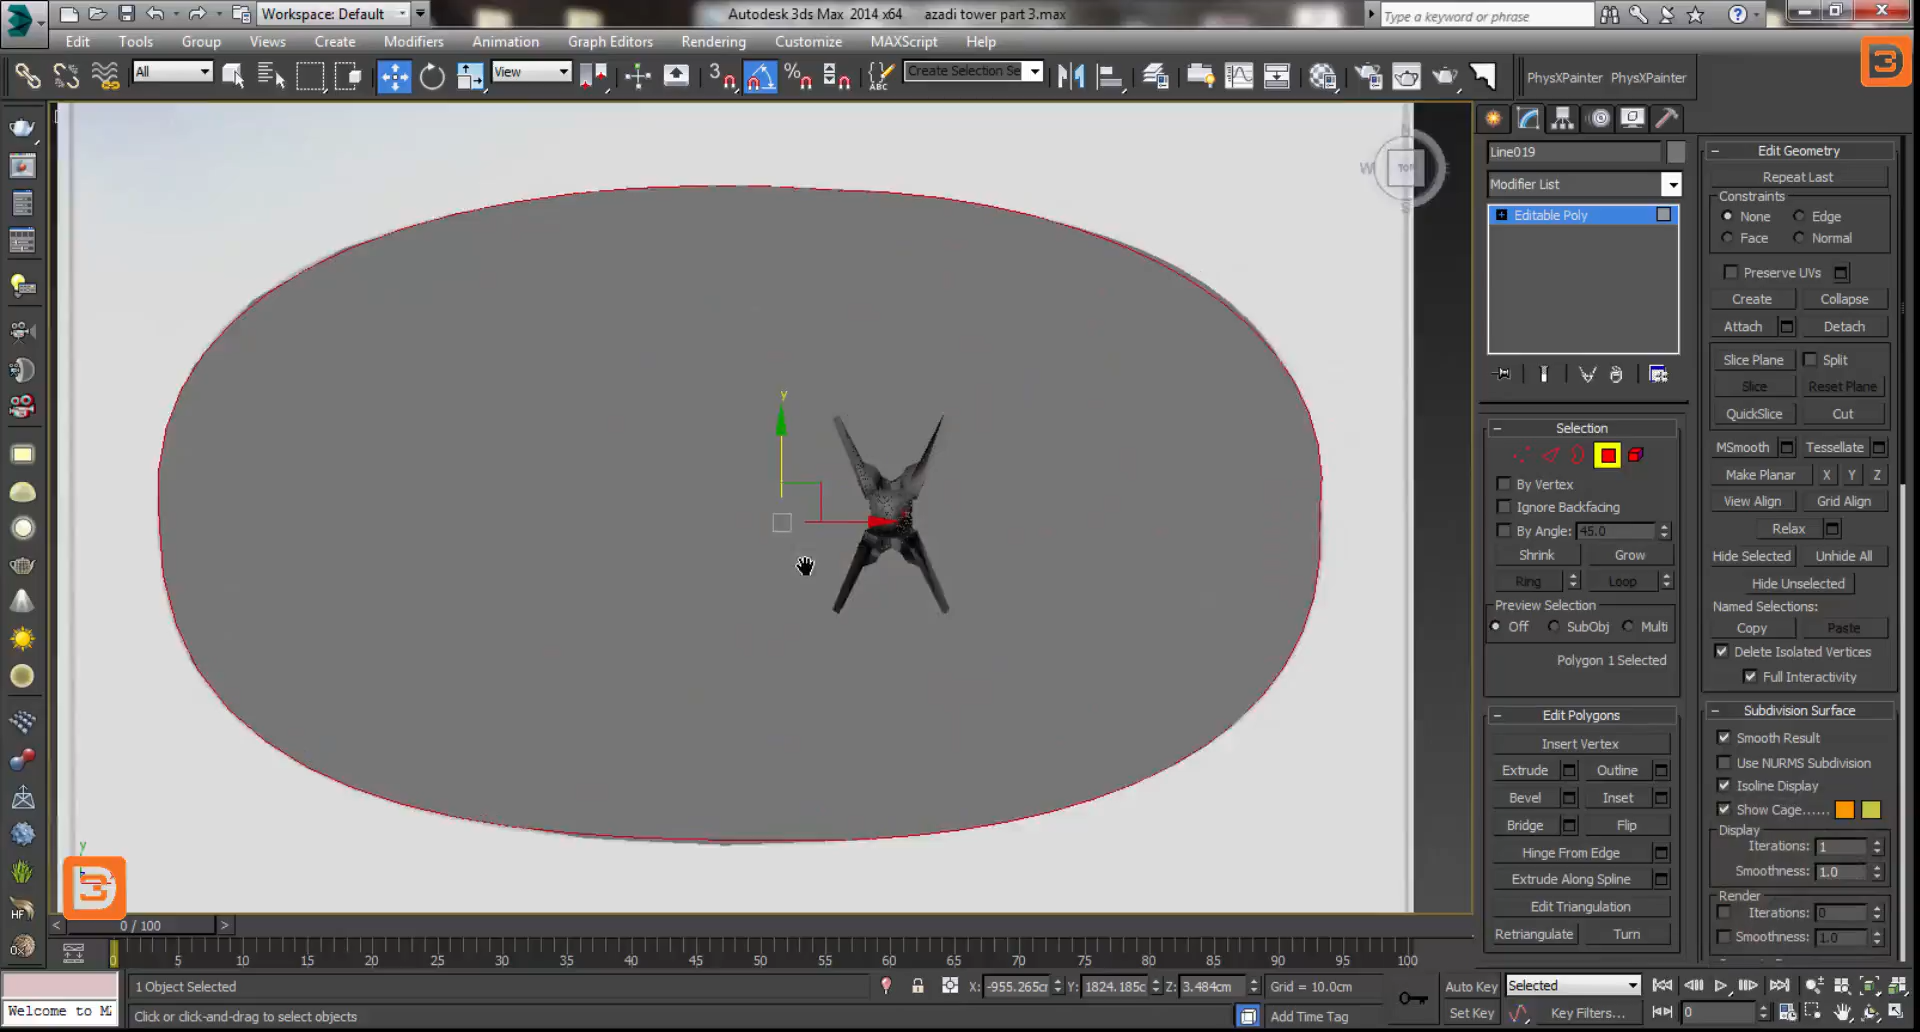 Workspace: Default
Autodesk 3ds Max 2014 x64 azadi tower part 3.max
Type a keyword or phrase
Edit Tools Group Views Create Modifiers Animation Graph Editors Rendering Customize MAXScript Help
All
View
Create Selection Se
PhysXPainter PhysXPainter
Line019
Modifier List
Editable Poly
Selection
By Vertex
Ignore Backfacing
By Angle: 45.0
Shrink Grow
Ring Loop
Preview Selection
Off SubObj Multi
Polygon 1 Selected
Edit Polygons
Insert Vertex
Extrude Outline
Bevel Inset
Bridge Flip
Hinge From Edge
Extrude Along Spline
Edit Triangulation
Retriangulate Turn
Edit Geometry
Repeat Last
Constraints
None Edge
Face Normal
Preserve UVs
Create Collapse
Attach Detach
Slice Plane Split
Slice Reset Plane
QuickSlice Cut
MSmooth Tessellate
Make Planar X Y Z
View Align Grid Align
Relax
Hide Selected Unhide All
Hide Unselected
Named Selections:
Copy Paste
Delete Isolated Vertices
Full Interactivity
Subdivision Surface
Smooth Result
Use NURMS Subdivision
Isoline Display
Show Cage......
Display
Iterations: 1
Smoothness: 1.0
Render
Iterations: 0
Smoothness: 1.0
N
W TOP
S
y
y
HF
0 / 100
0 5 10 15 20 25 30 35 40 45 50 55 60 65 70 75 80 85 90 95 100
1 Object Selected X: -955.265cm Y: 1824.185c Z: 3.484cm Grid = 10.0cm Auto Key Selected
Welcome to M Click or click-and-drag to select objects Add Time Tag Set Key Key Filters... 0